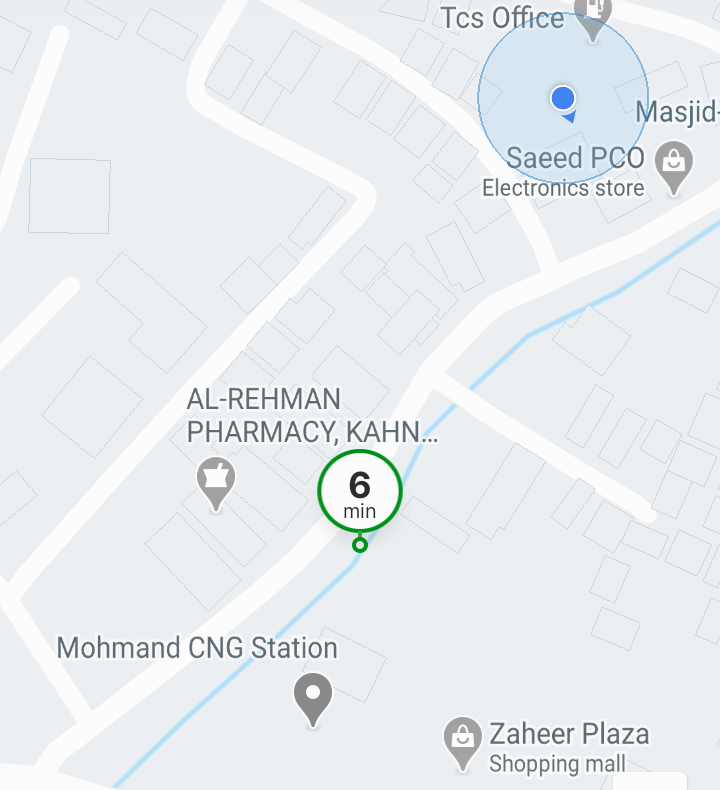 Tcs Office
Masjid-
Saeed PCO
Electronics store
AL-REHMAN
PHARMACY, KAHN...
6
min
Mohmand CNG Station
Zaheer Plaza
Shopping mall